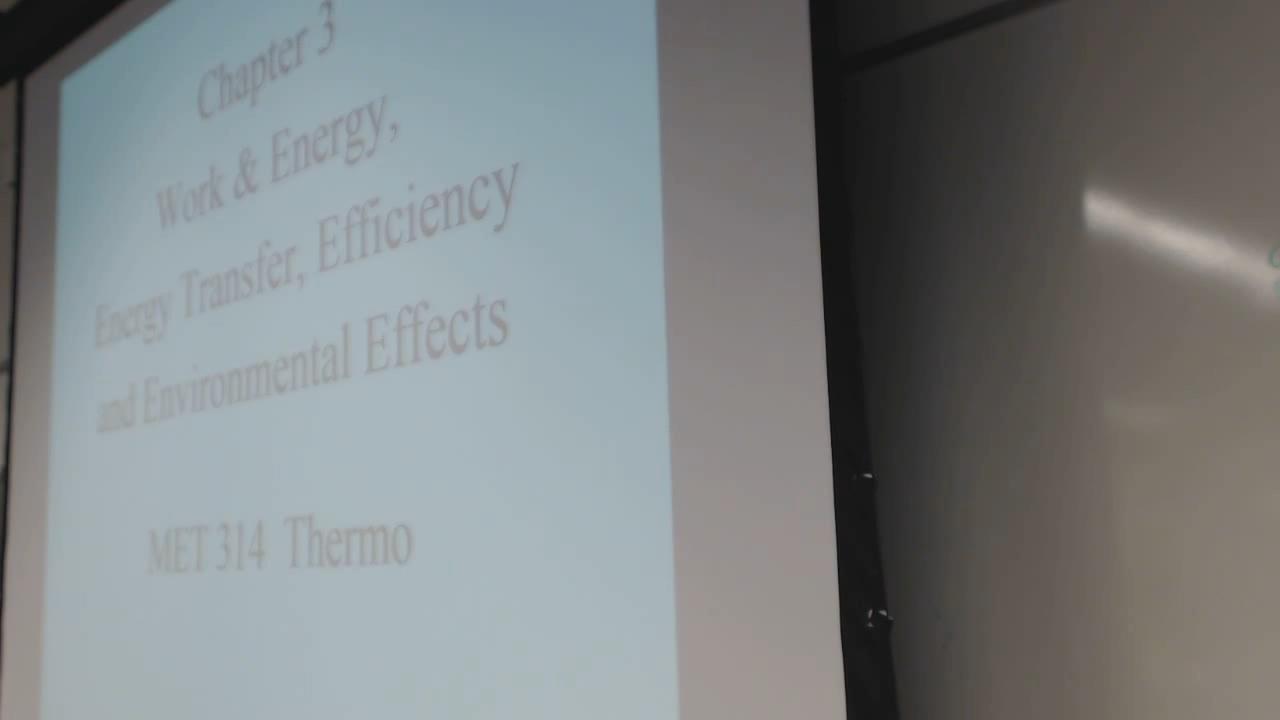 Chapter 3
Work & Energy,
Energy Transfer, Efficiency
and Environmental Effects
MET 314 Thermo